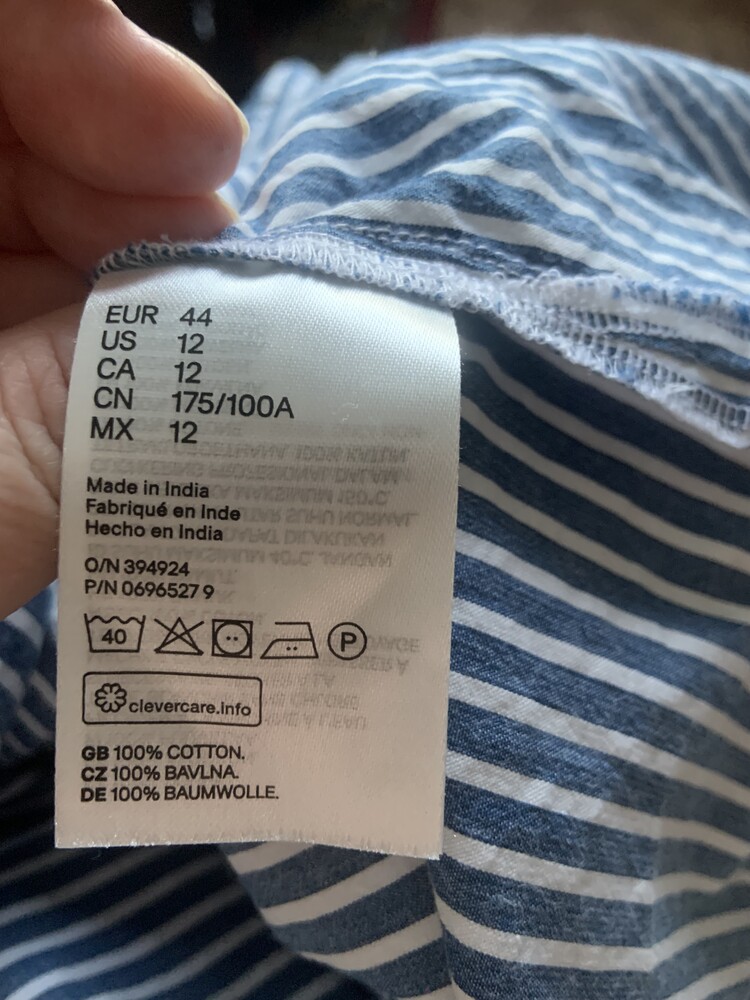 EUR 44
US 12
CA 12
CN 175/100A
MX 12
Made in India
Fabriqué en Inde
Hecho en India
O/N 394924
P/N 0696527 9
40 P
clevercare.info
GB 100% COTTON.
CZ 100% BAVLNA.
DE 100% BAUMWOLLE.